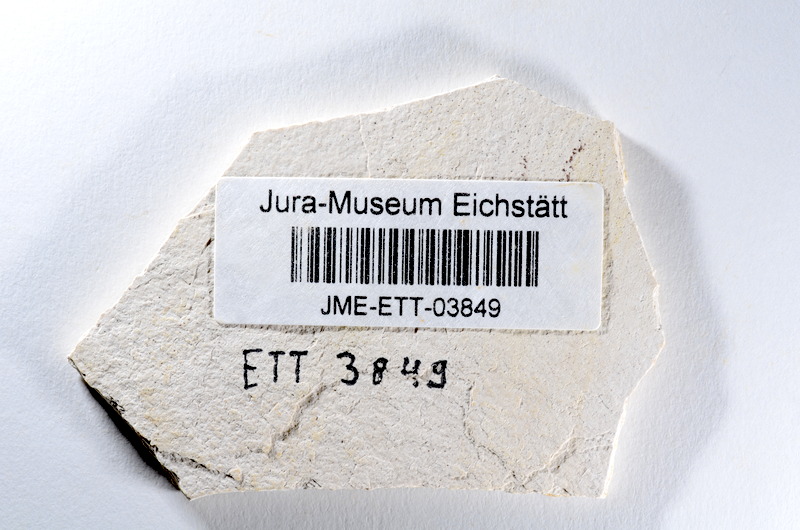 Jura-Museum Eichstätt
JME-ETT-03849
ETT 3849